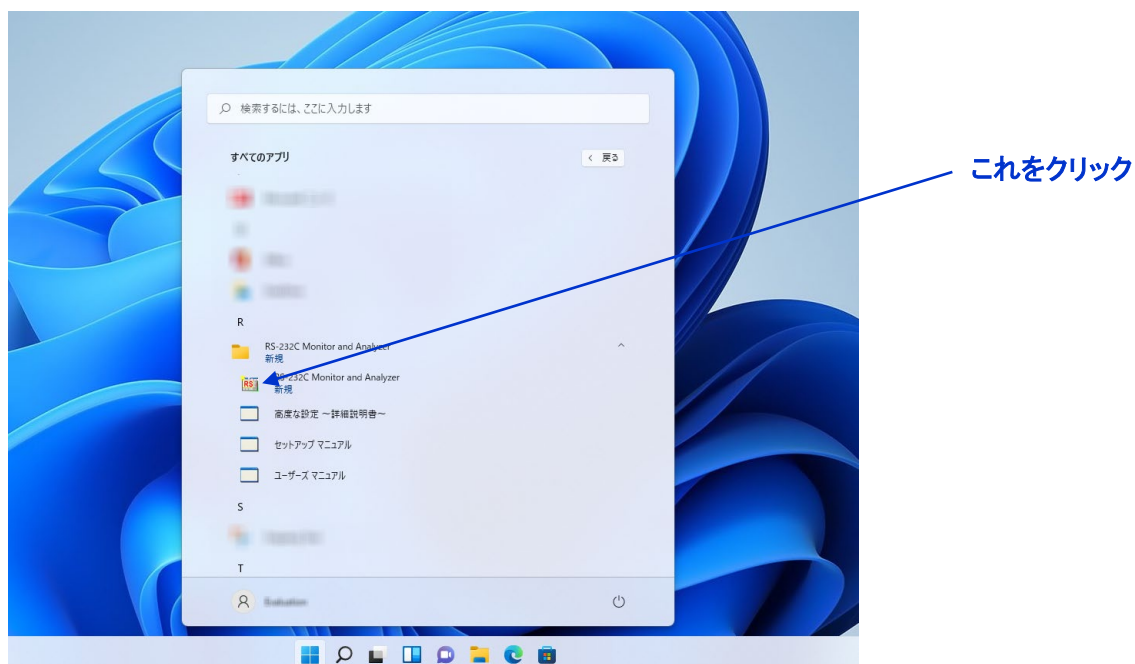 検索するには、ここに入力します
すべてのアプリ
戻る
これをクリック
R
RS-232C Monitor and Analyzer
新規
RS-232C Monitor and Analyzer
新規
高度な設定 ～詳細説明書～
セットアップ マニュアル
ユーザーズ マニュアル
S
T